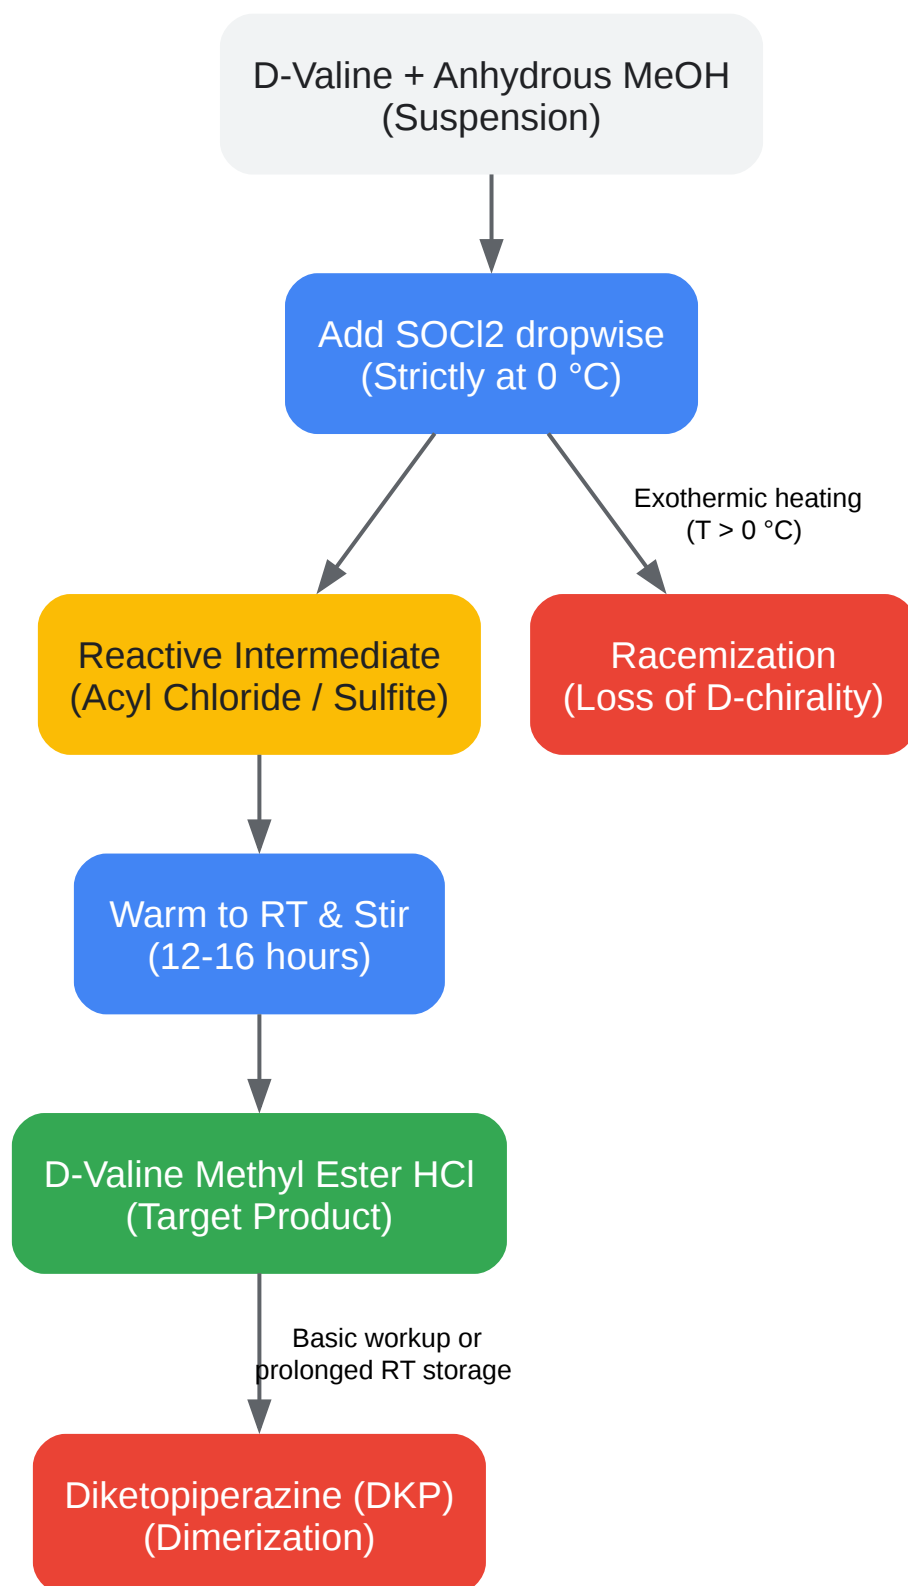 D-Valine + Anhydrous MeOH
(Suspension)
Add SOCl2 dropwise
(Strictly at 0 °C)
Exothermic heating
(T > 0 °C)
Reactive Intermediate
(Acyl Chloride / Sulfite)
Racemization
(Loss of D-chirality)
Warm to RT & Stir
(12-16 hours)
D-Valine Methyl Ester HCl
(Target Product)
Basic workup or
prolonged RT storage
Diketopiperazine (DKP)
(Dimerization)